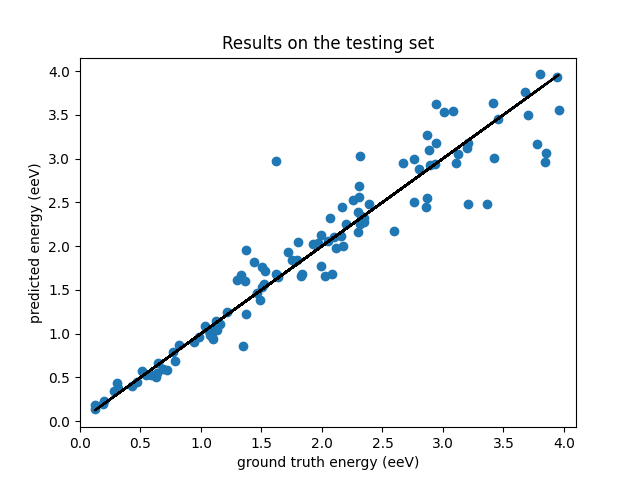 Results on the testing set
4.0
3.5
3.0
2.5
2.0
1.5
1.0
0.5
0.0
predicted energy (eeV)
0.0 0.5 1.0 1.5 2.0 2.5 3.0 3.5 4.0
ground truth energy (eeV)